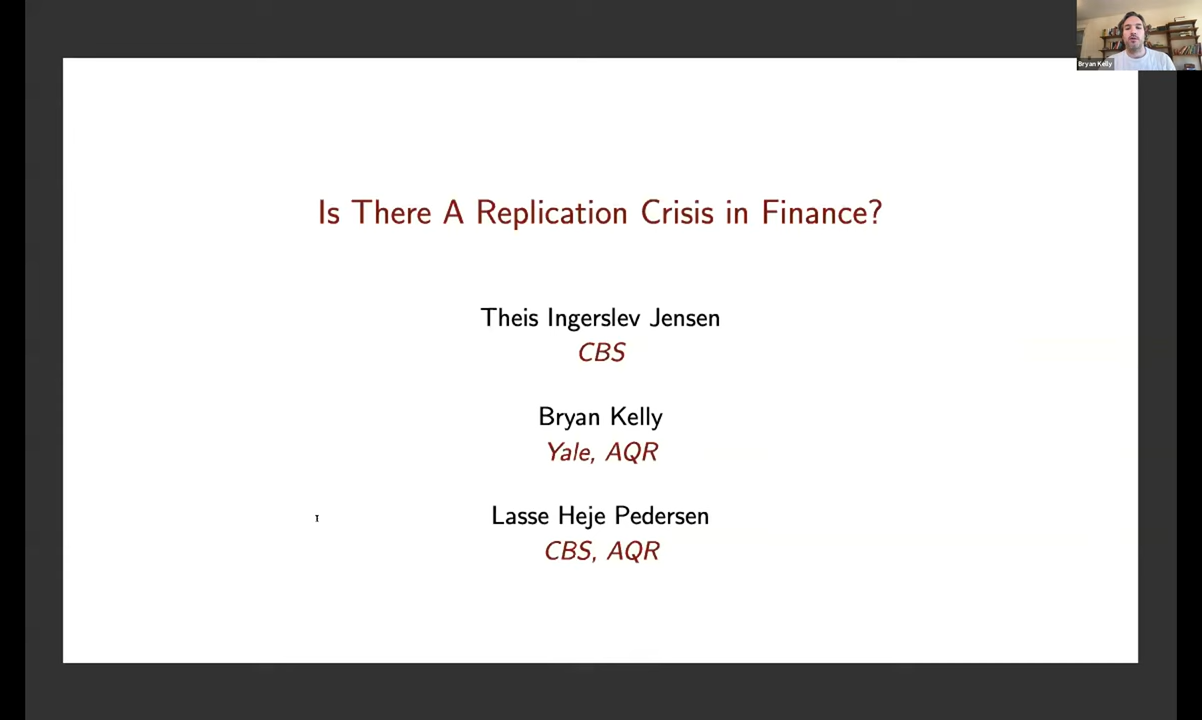 Bryan Kelly
Is There A Replication Crisis in Finance?
Theis Ingerslev Jensen
CBS
Bryan Kelly
Yale, AQR
Lasse Heje Pedersen
CBS, AQR